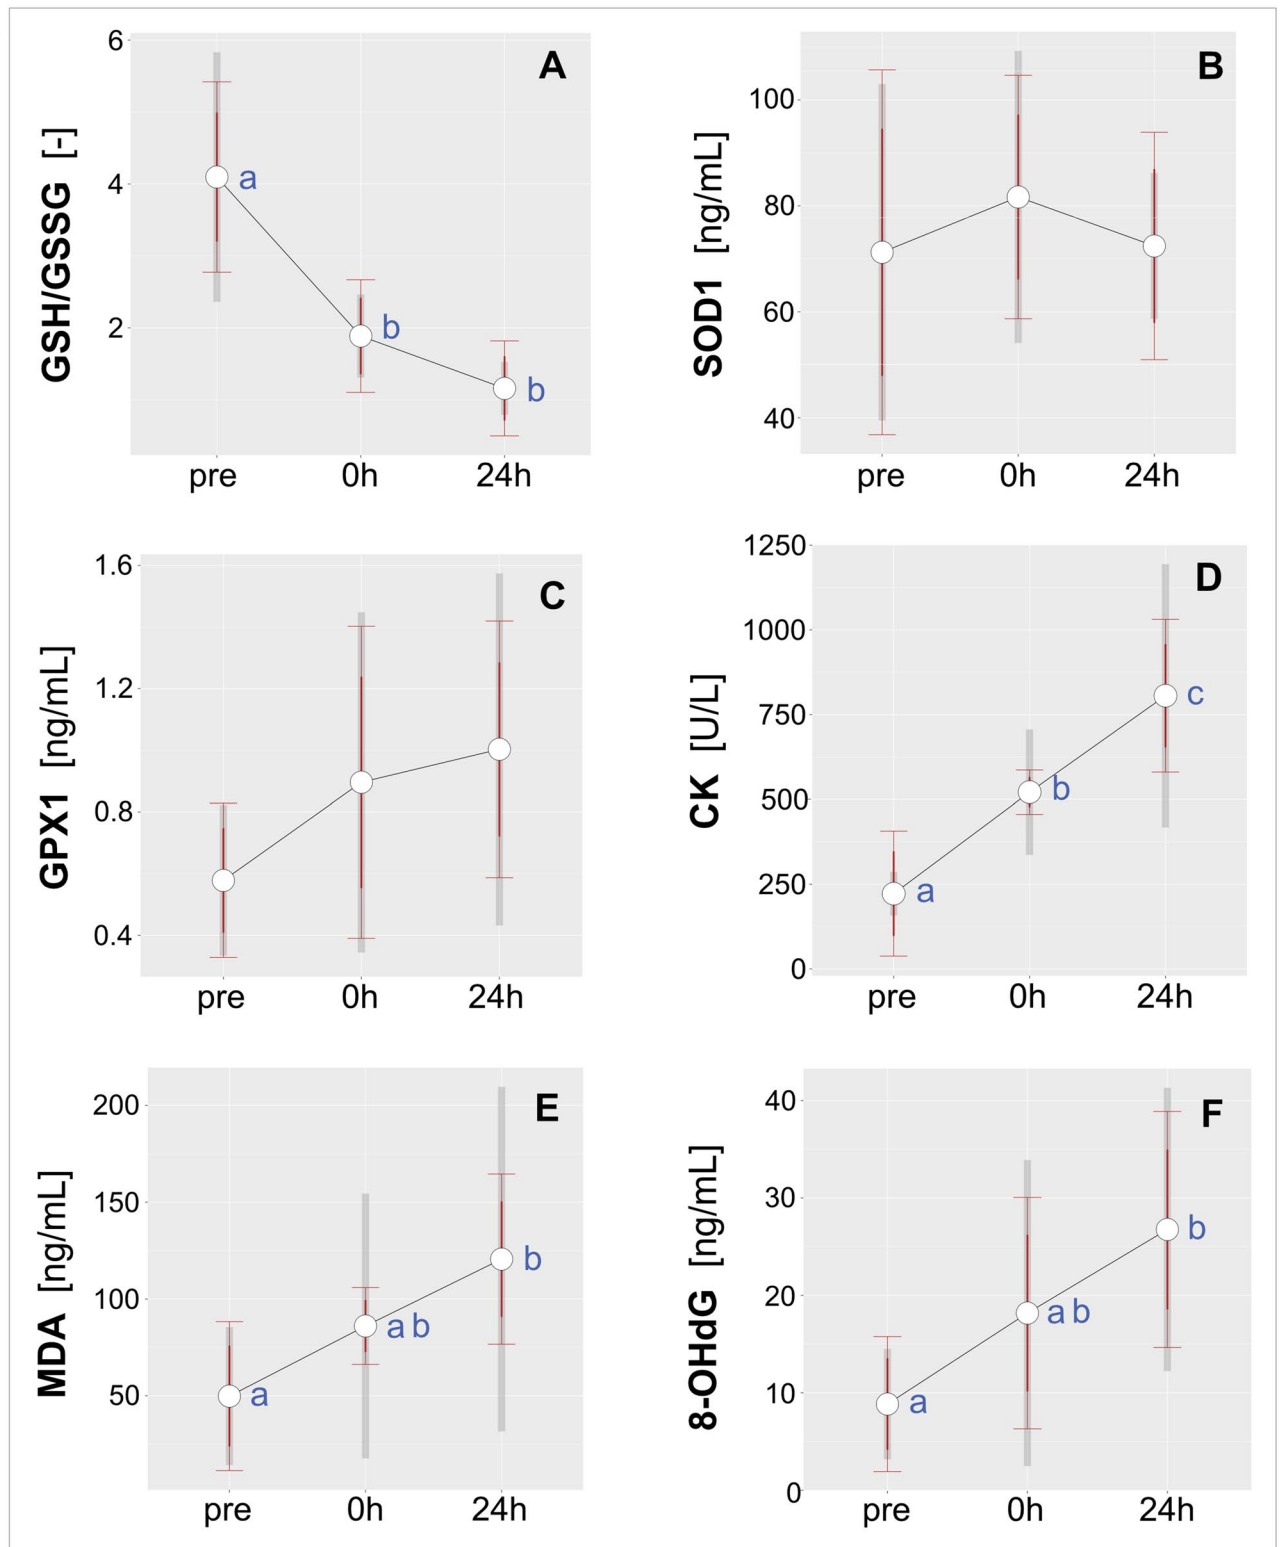 A
GSH/GSSG [-]
6
4
2
a
b
b
pre 0h 24h
B
SOD1 [ng/mL]
100
80
60
40
pre 0h 24h
C
GPX1 [ng/mL]
1.6
1.2
0.8
0.4
pre 0h 24h
D
CK [U/L]
1250
1000
750
500
250
0
a
b
c
pre 0h 24h
E
MDA [ng/mL]
200
150
100
50
a
a b
b
pre 0h 24h
F
8-OHdG [ng/mL]
40
30
20
10
0
a
a b
b
pre 0h 24h